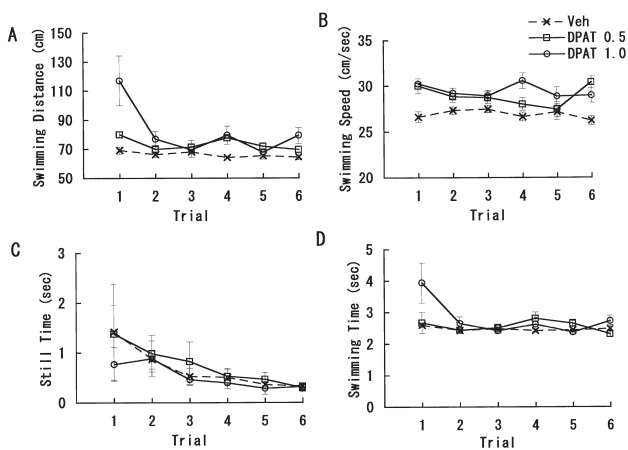 A
Swimming Distance (cm)
150
130
110
90
70
50
1 2 3 4 5 6
Trial
B
Swimming Speed (cm/sec)
Veh
DPAT 0.5
DPAT 1.0
40
35
30
25
20
1 2 3 4 5 6
Trial
C
Still Time (sec)
3
2
1
0
1 2 3 4 5 6
Trial
D
Swimming Time (sec)
5
4
3
2
1
0
1 2 3 4 5 6
Trial